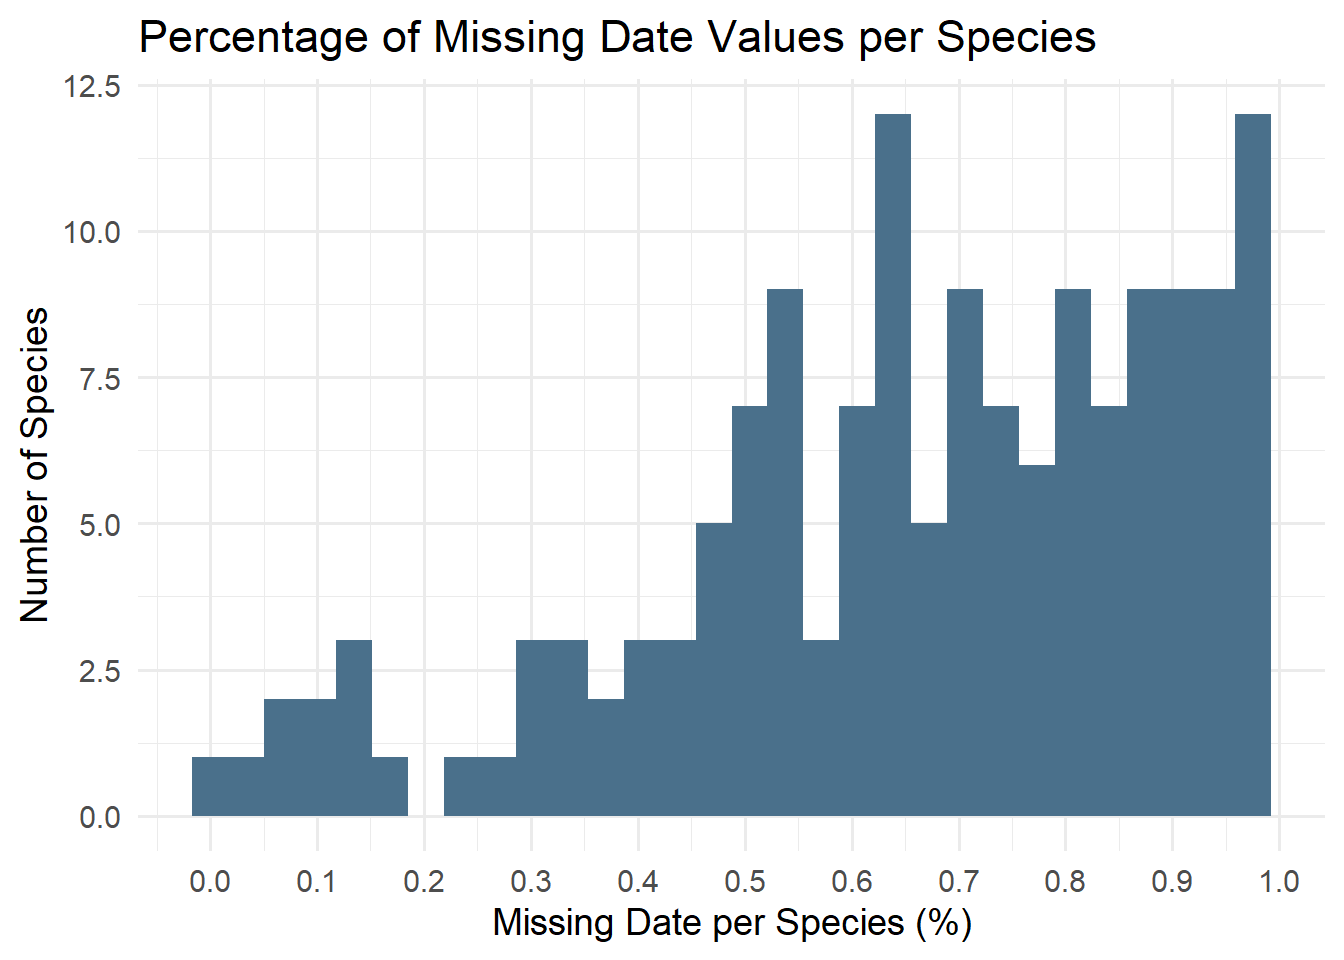 Percentage of Missing Date Values per Species
12.5
10.0
7.5
5.0
2.5
0.0
Number of Species
0.0 0.1 0.2 0.3 0.4 0.5 0.6 0.7 0.8 0.9 1.0
Missing Date per Species (%)